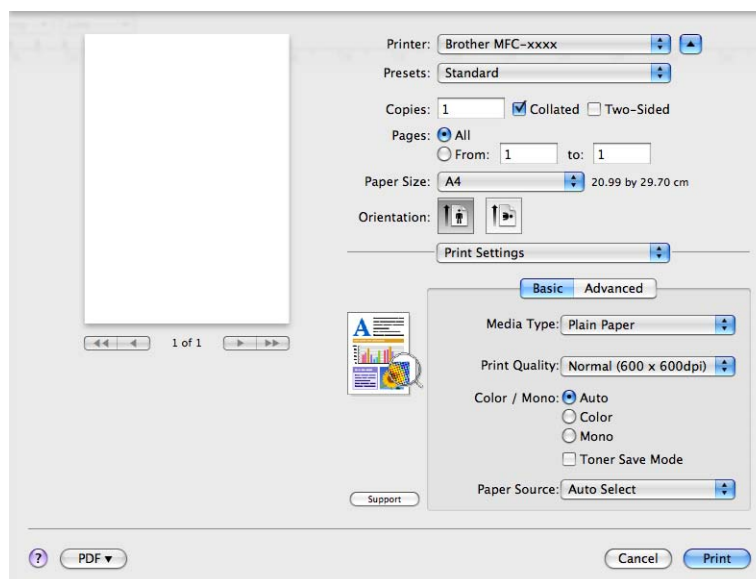 Printer: Brother MFC-xxxx
Presets: Standard
Copies: 1 Collated Two-Sided
Pages: All
From: 1 to: 1
Paper Size: A4 20.99 by 29.70 cm
Orientation:
Print Settings
Basic Advanced
Media Type: Plain Paper
Print Quality: Normal (600 x 600dpi)
Color / Mono: Auto
Color
Mono
Toner Save Mode
Paper Source: Auto Select
A
Support
1 of 1
? PDF ▼ Cancel Print